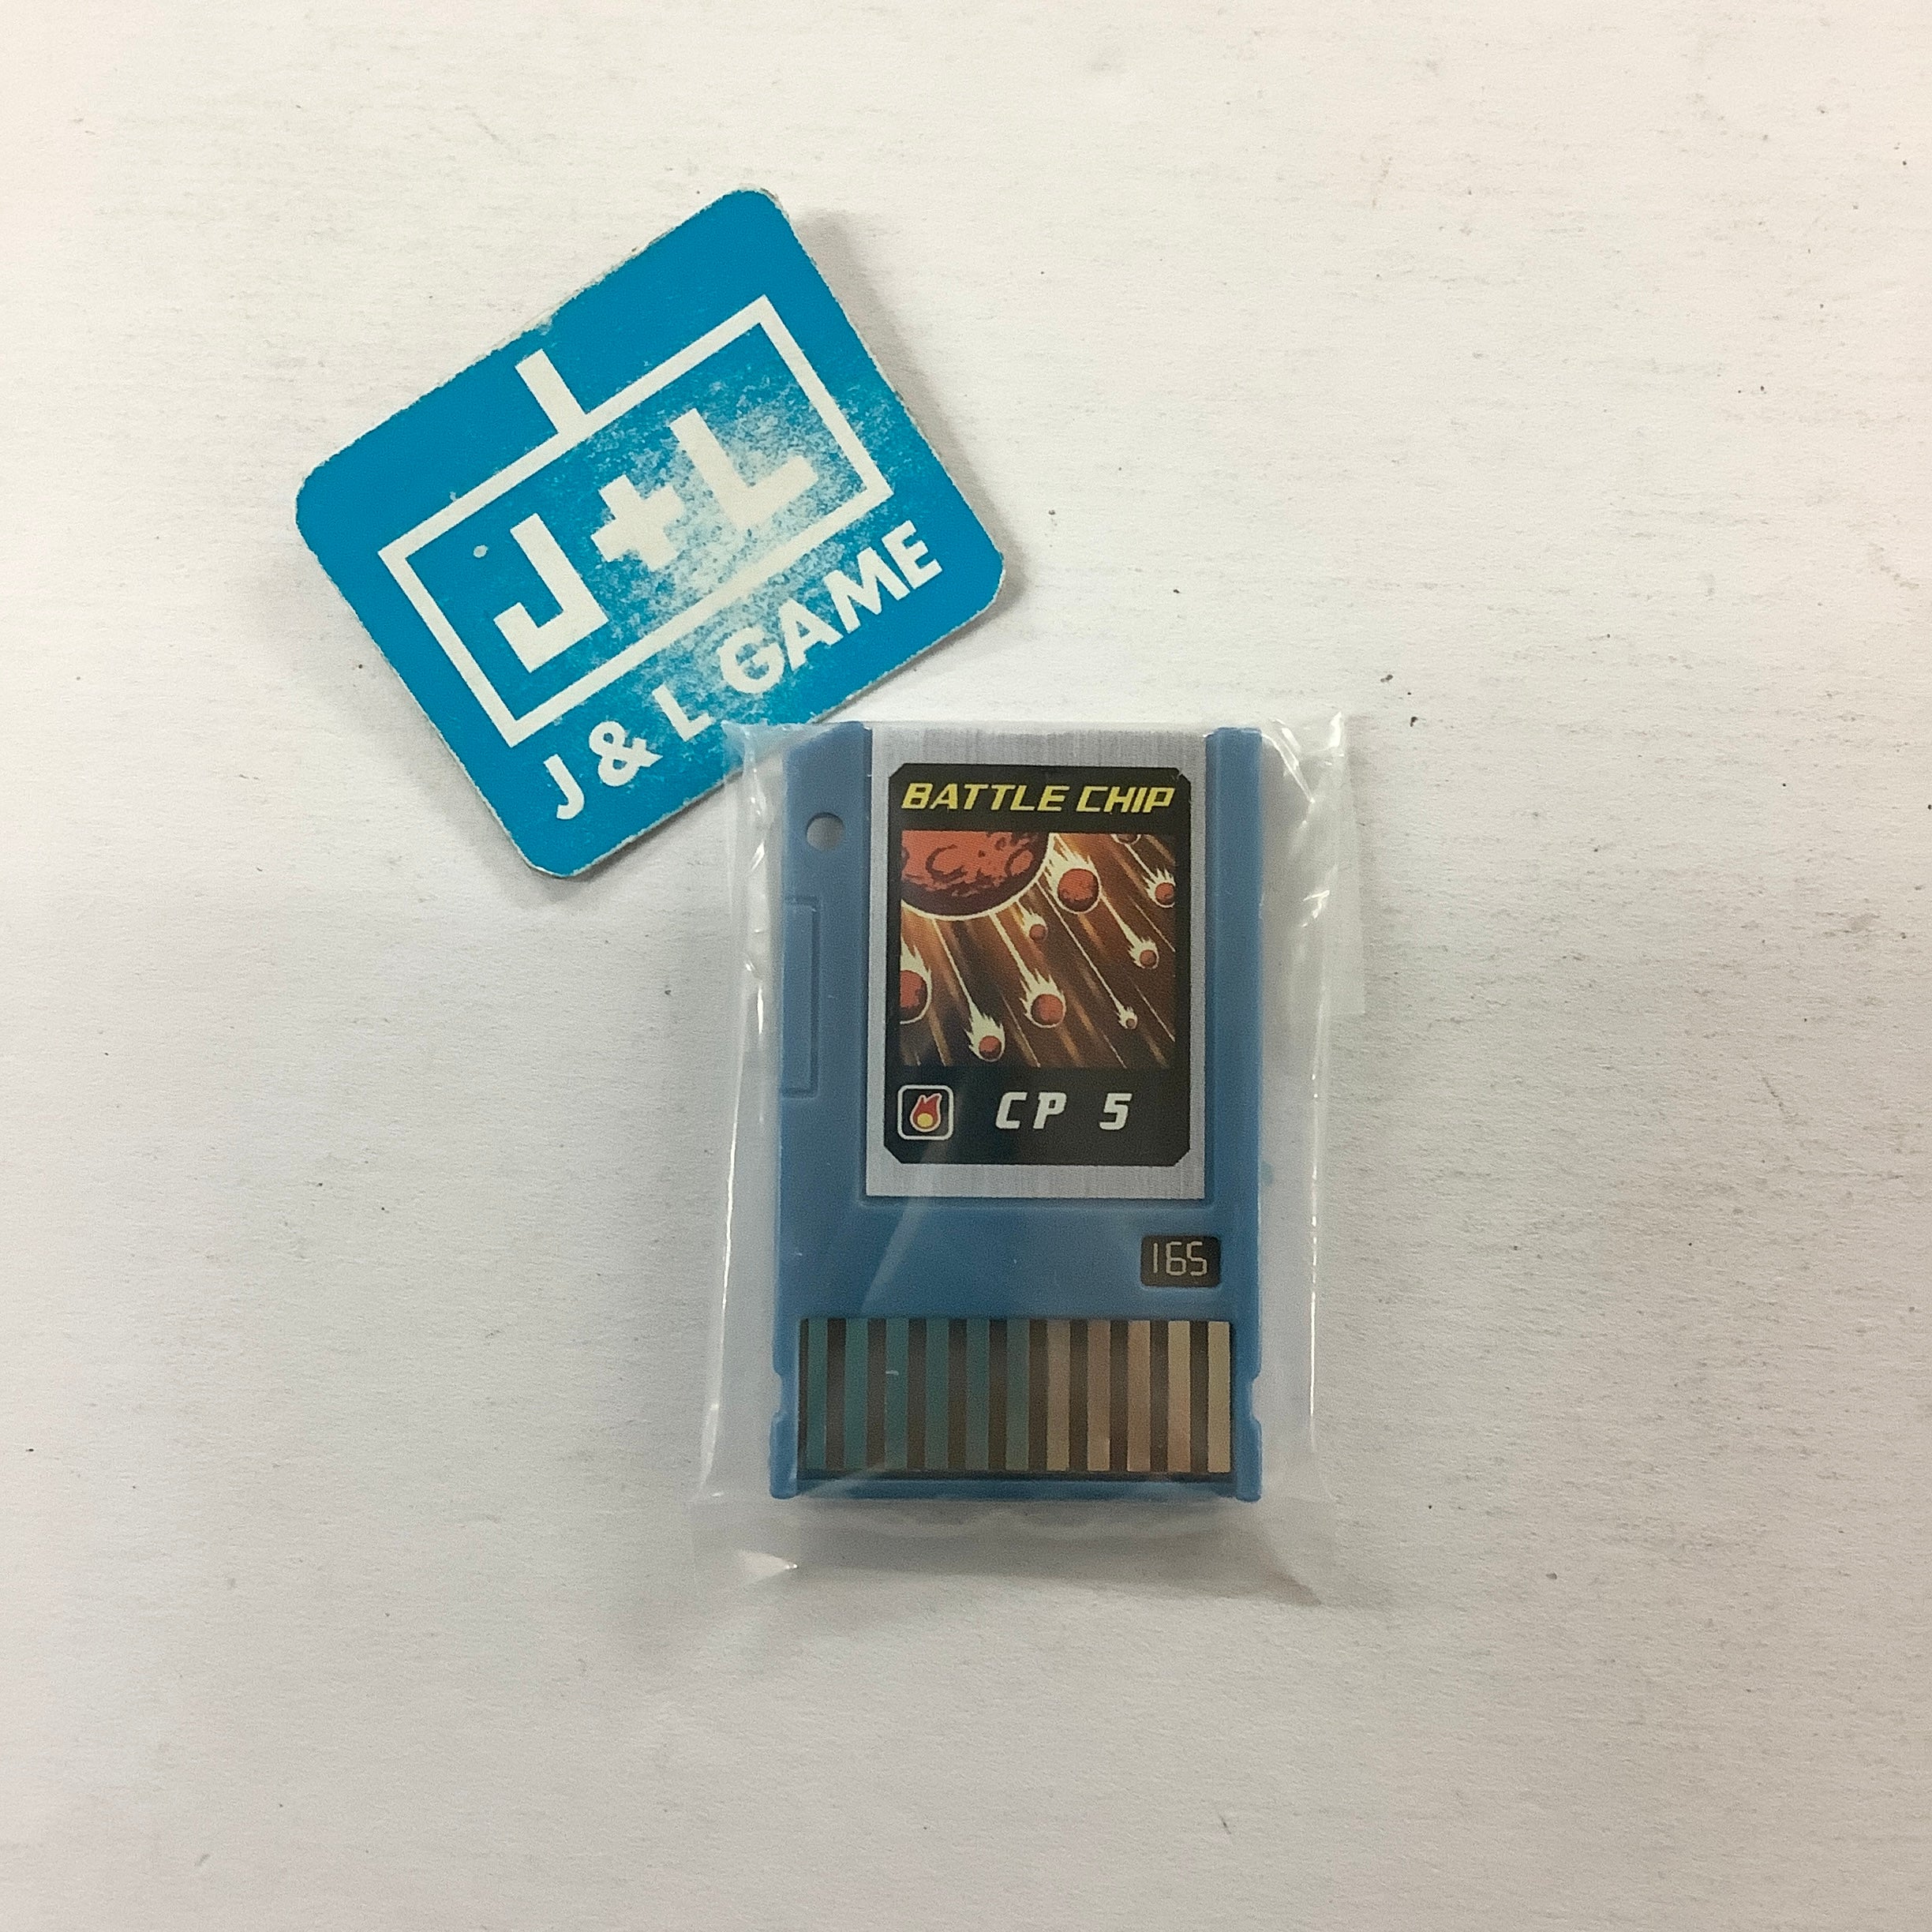 J+L
J & L GAME
BATTLE CHIP
CP 5
165